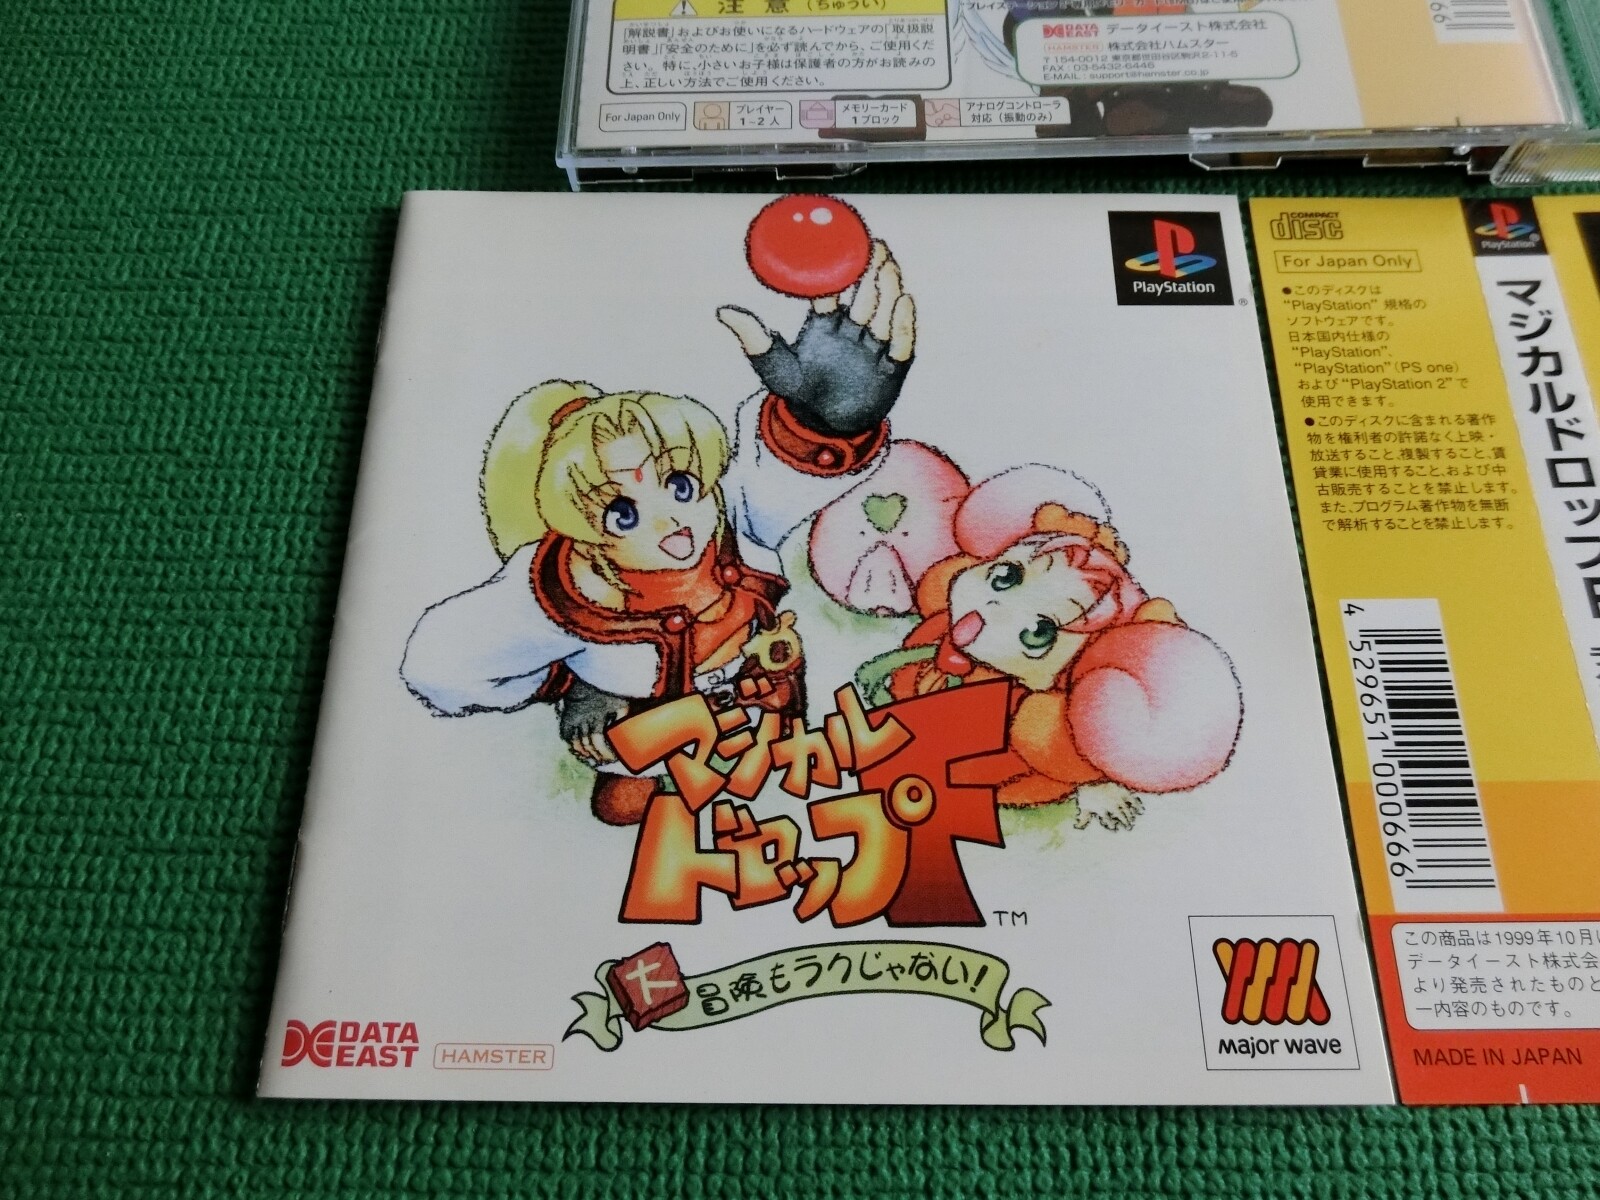 注意(ちゅうい)
「解説書」およびお使いになるハードウェアの「取扱説
明書」「安全のために」を必ず読んでから、ご使用くだ
さい。特に、小さいお子様は保護者の方がお読みの
上、正しい方法でご使用ください。
DATA EAST データイースト株式会社
HAMSTER 株式会社ハムスター
〒154-0012 東京都世田谷区駒沢2-11-5
FAX:03-5432-6446
E-MAIL:support@hamster.co.jp
For Japan Only
プレイヤー
1~2人
メモリーカード
1ブロック
アナログコントローラ
対応(振動のみ)
PlayStation
マジカル
ドロップF
TM
大冒険もラクじゃない!
DATA
EAST
HAMSTER
major wave
COMPACT
disc
PlayStation
For Japan Only
●このディスクは
"PlayStation" 規格の
ソフトウェアです。
日本国内仕様の
"PlayStation"、
"PlayStation"(PS one)
および"PlayStation 2"で
使用できます。
●このディスクに含まれる著作
物を権利者の許諾なく上映・
放送すること、複製すること、賃
貸業に使用すること、および中
古販売することを禁止します。
また、プログラム著作物を無断
で解析することを禁止します。
マジカルドロップF
4 529651 000666
この商品は1999年10月に
データイースト株式会
より発売されたものと
一内容のものです。
MADE IN JAPAN